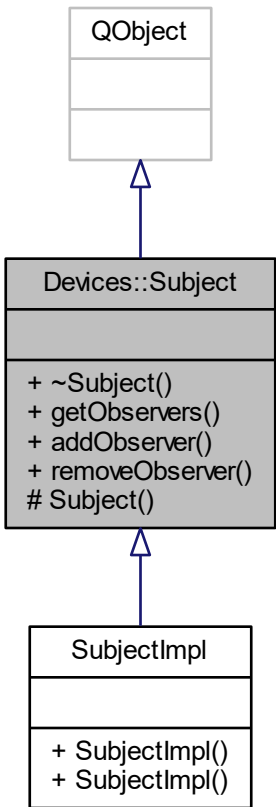 QObject
Devices::Subject
+ ~Subject()
+ getObservers()
+ addObserver()
+ removeObserver()
# Subject()
SubjectImpl
+ SubjectImpl()
+ SubjectImpl()